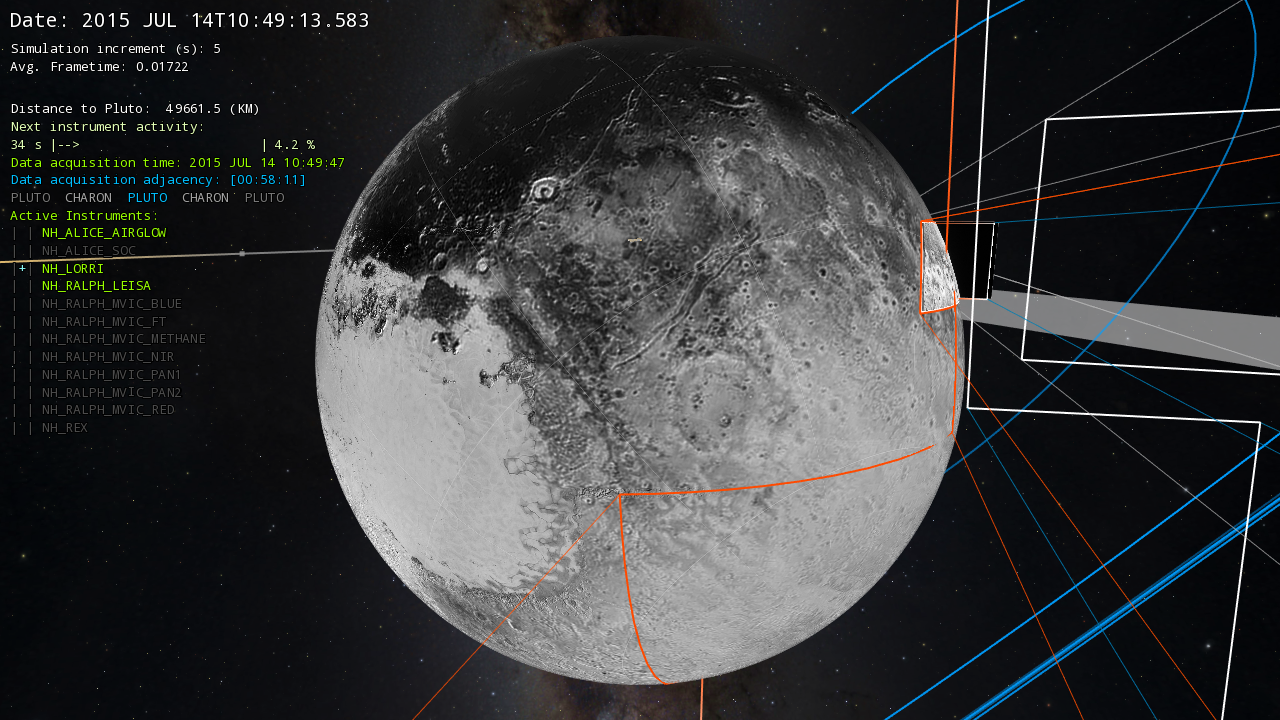 Date: 2015 JUL 14T10:49:13.583
Simulation increment (s): 5
Avg. Frametime: 0.01722
Distance to Pluto: 49661.5 (KM)
Next instrument activity:
34 s |--> | 4.2 %
Data acquisition time: 2015 JUL 14 10:49:47
Data acquisition adjacency: [00:58:11]
PLUTO CHARON PLUTO CHARON PLUTO
Active Instruments:
| | NH_ALICE_AIRGLOW
| | NH_ALICE_SOC
|+| NH_LORRI
| | NH_RALPH_LEISA
| | NH_RALPH_MVIC_BLUE
| | NH_RALPH_MVIC_FT
| | NH_RALPH_MVIC_METHANE
| | NH_RALPH_MVIC_NIR
| | NH_RALPH_MVIC_PAN1
| | NH_RALPH_MVIC_PAN2
| | NH_RALPH_MVIC_RED
| | NH_REX